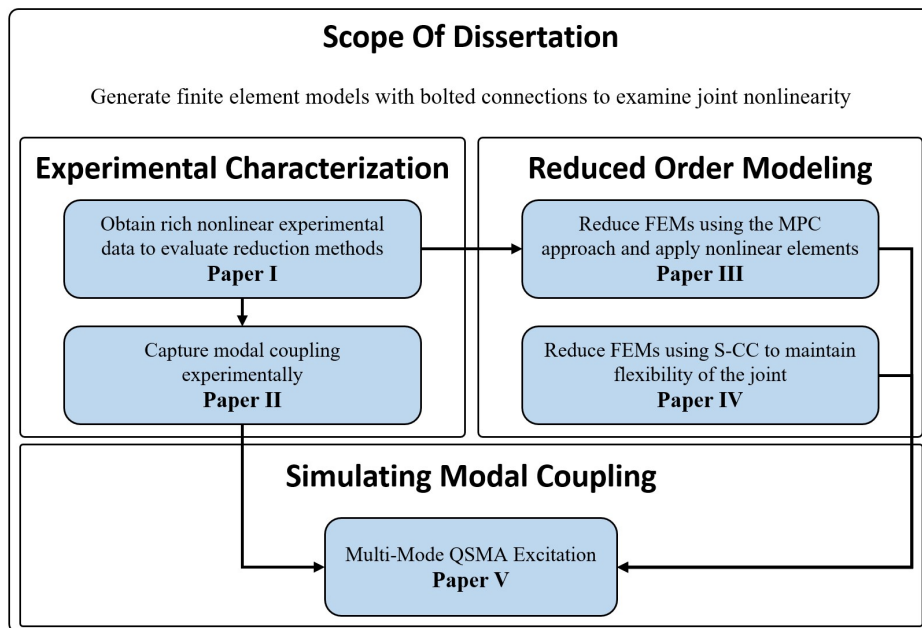 Scope Of Dissertation
Generate finite element models with bolted connections to examine joint nonlinearity
Experimental Characterization
Obtain rich nonlinear experimental
data to evaluate reduction methods
Paper I
Capture modal coupling
experimentally
Paper II
Reduced Order Modeling
Reduce FEMs using the MPC
approach and apply nonlinear elements
Paper III
Reduce FEMs using S-CC to maintain
flexibility of the joint
Paper IV
Simulating Modal Coupling
Multi-Mode QSMA Excitation
Paper V